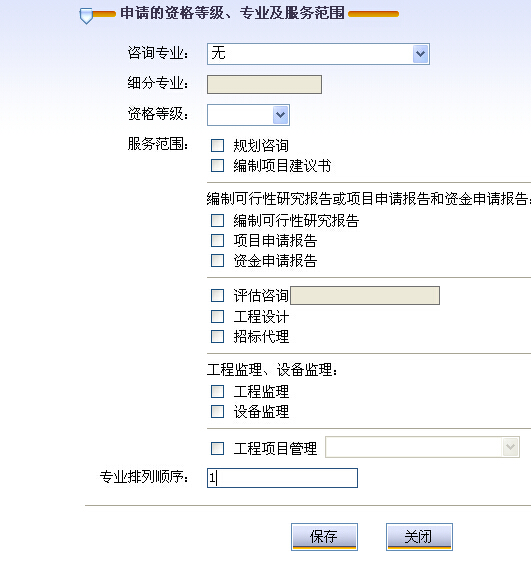 申请的资格等级、专业及服务范围
咨询专业： 无
细分专业：
资格等级：
服务范围： 规划咨询
编制项目建议书
编制可行性研究报告或项目申请报告和资金申请报告
编制可行性研究报告
项目申请报告
资金申请报告
评估咨询
工程设计
招标代理
工程监理、设备监理：
工程监理
设备监理
工程项目管理
专业排列顺序： 1
保存 关闭